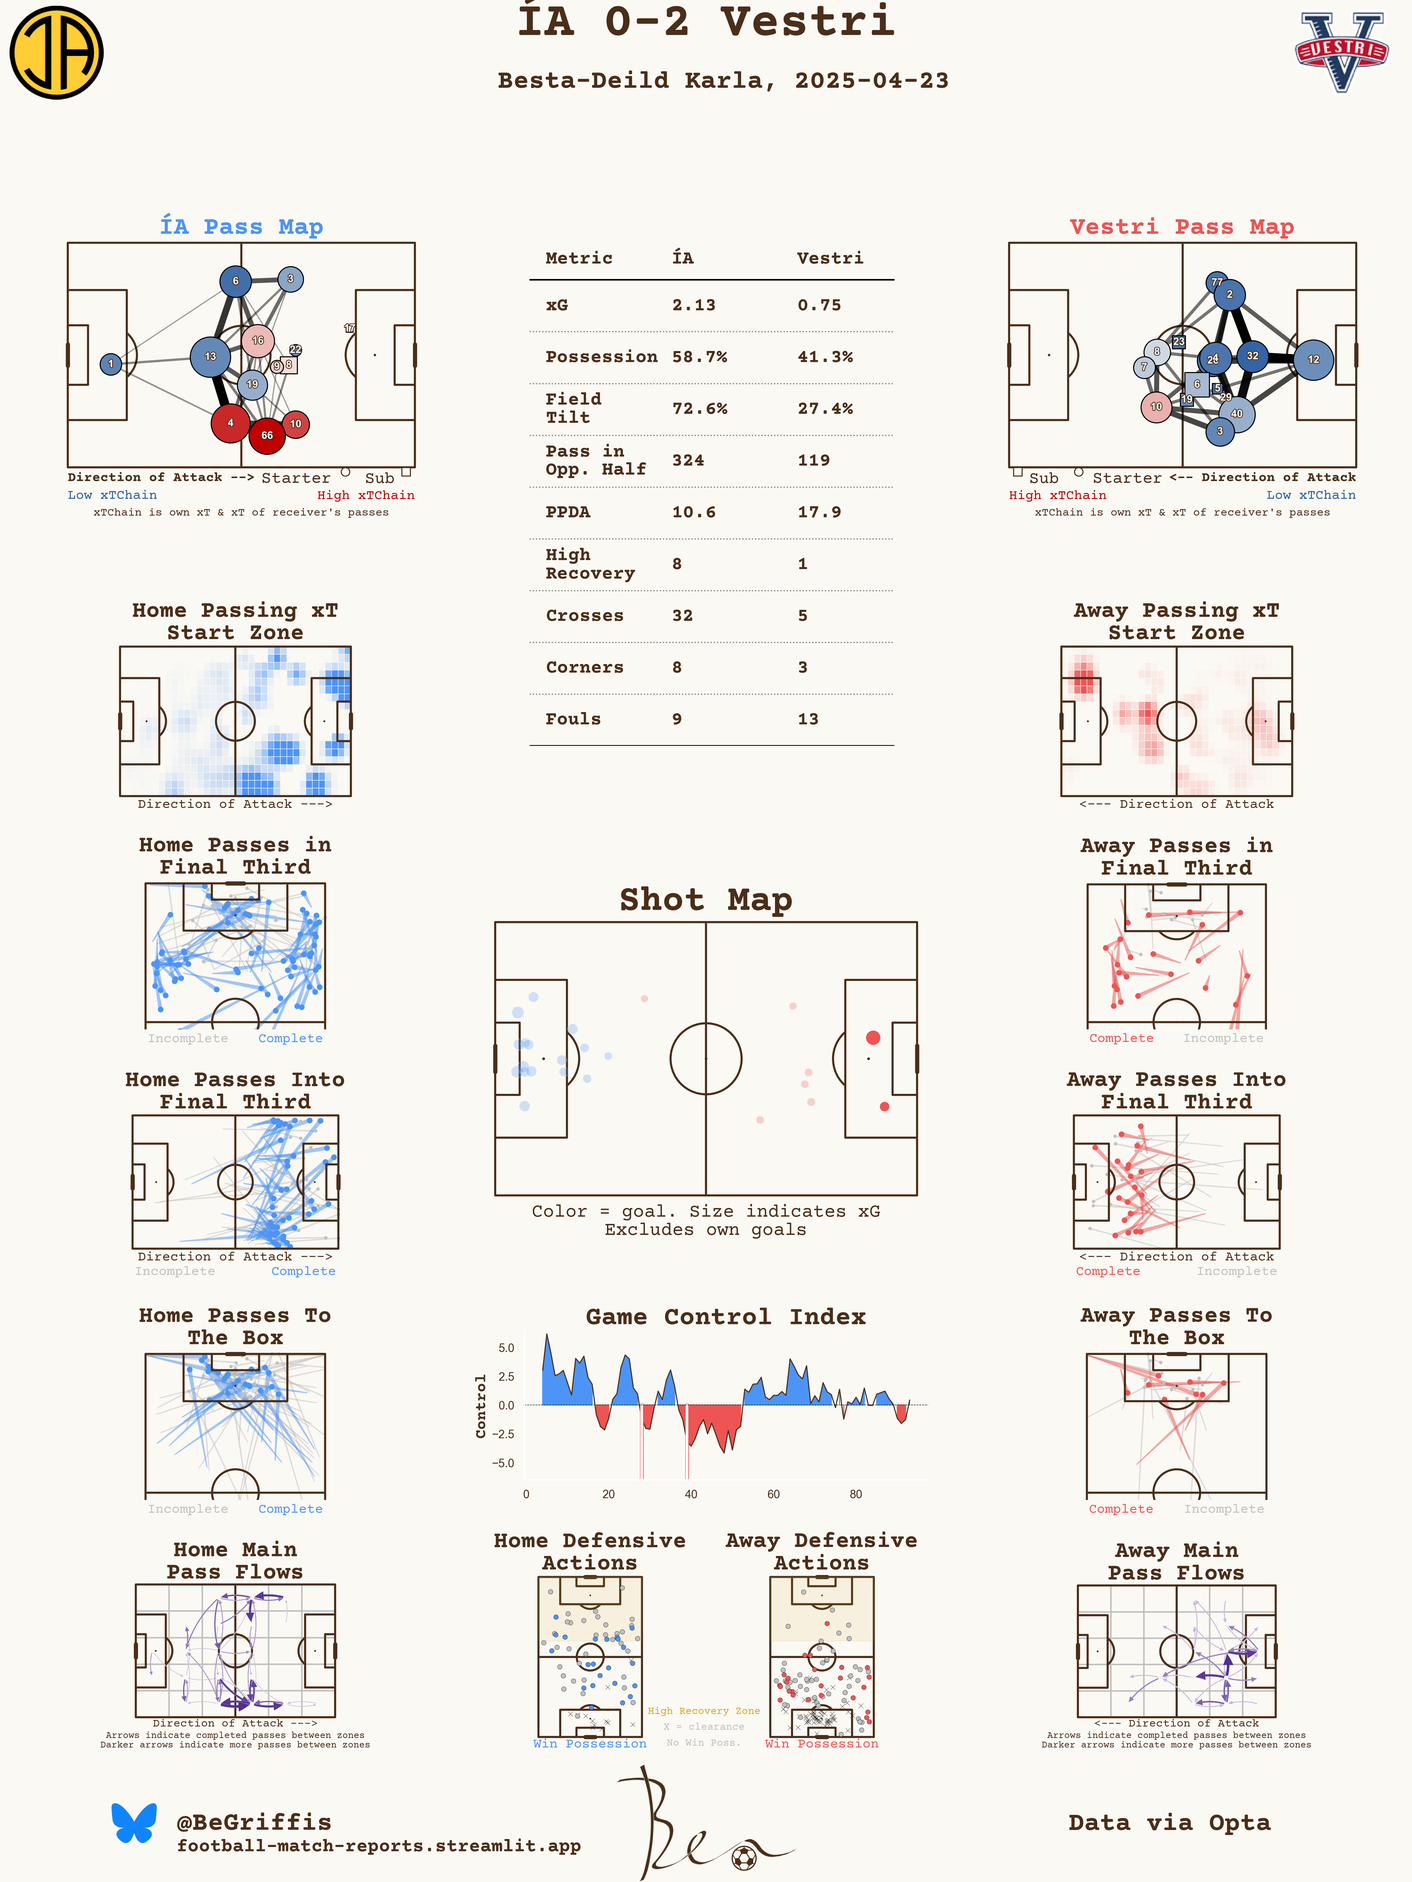 ÍA 0-2 Vestri
Besta-Deild Karla, 2025-04-23
VESTRI
ÍA Pass Map
6
3
17
16
22
1
13
9
8
19
4
66
10
Direction of Attack -->
Starter
Sub
Low xTChain
High xTChain
xTChain is own xT & xT of receiver's passes
Metric ÍA Vestri
xG 2.13 0.75
Possession 58.7% 41.3%
Field
Tilt 72.6% 27.4%
Pass in
Opp. Half 324 119
PPDA 10.6 17.9
High
Recovery 8 1
Crosses 32 5
Corners 8 3
Fouls 9 13
Vestri Pass Map
77
2
23
8
4
32
12
7
6
5
19
29
10
40
3
Sub
Starter
<-- Direction of Attack
High xTChain
Low xTChain
xTChain is own xT & xT of receiver's passes
Home Passing xT
Start Zone
Direction of Attack --->
Away Passing xT
Start Zone
<--- Direction of Attack
Home Passes in
Final Third
Incomplete
Complete
Away Passes in
Final Third
Complete
Incomplete
Shot Map
Color = goal. Size indicates xG
Excludes own goals
Home Passes Into
Final Third
Direction of Attack --->
Incomplete
Complete
Away Passes Into
Final Third
<--- Direction of Attack
Complete
Incomplete
Home Passes To
The Box
Incomplete
Complete
Game Control Index
Control
5.0
2.5
0.0
−2.5
−5.0
0 20 40 60 80
Away Passes To
The Box
Complete
Incomplete
Home Main
Pass Flows
Direction of Attack --->
Arrows indicate completed passes between zones
Darker arrows indicate more passes between zones
Home Defensive
Actions
Win Possession
Away Defensive
Actions
Win Possession
High Recovery Zone
X = clearance
No Win Poss.
Away Main
Pass Flows
<--- Direction of Attack
Arrows indicate completed passes between zones
Darker arrows indicate more passes between zones
@BeGriffis
football-match-reports.streamlit.app
Ben
Data via Opta